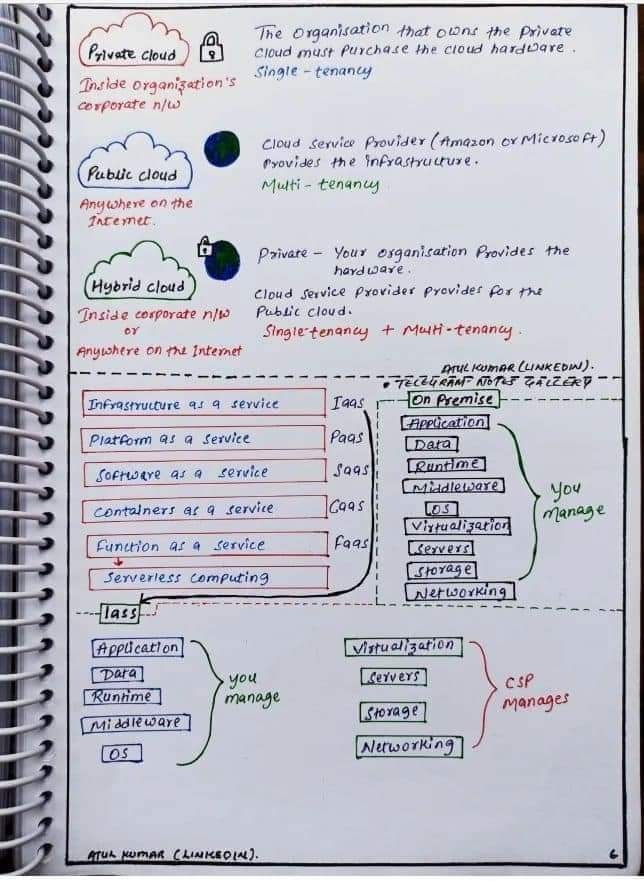 Private cloud
Inside Organization's
corporate n/w
The Organisation that owns the Private
Cloud must Purchase the cloud hardware.
Single - tenancy
Public cloud
Anywhere on the
Internet.
Cloud Service Provider (Amazon or Microsoft)
Provides the infrastructure.
Multi - tenancy
Hybrid cloud
Inside corporate n/w
or
Anywhere on the Internet
Private - Your organisation Provides the
hardware.
Cloud Service Provider Provides for the
Public cloud.
Single-tenancy + Multi-tenancy.
ATUL KUMAR (LINKEDIN).
• TELEGRAM - NOTES GALLERY
Infrastructure as a service Iaas
Platform as a service Paas
Software as a service Saas
Containers as a service Caas
Function as a service Faas
Serverless computing
On Premise
Application
Data
Runtime
Middleware
OS
Virtualization
Servers
Storage
Networking
You
manage
Iass
Application
Data
Runtime
Middleware
OS
you
manage
Virtualization
Servers
Storage
Networking
CSP
Manages
ATUL KUMAR (LINKEDIN).
6